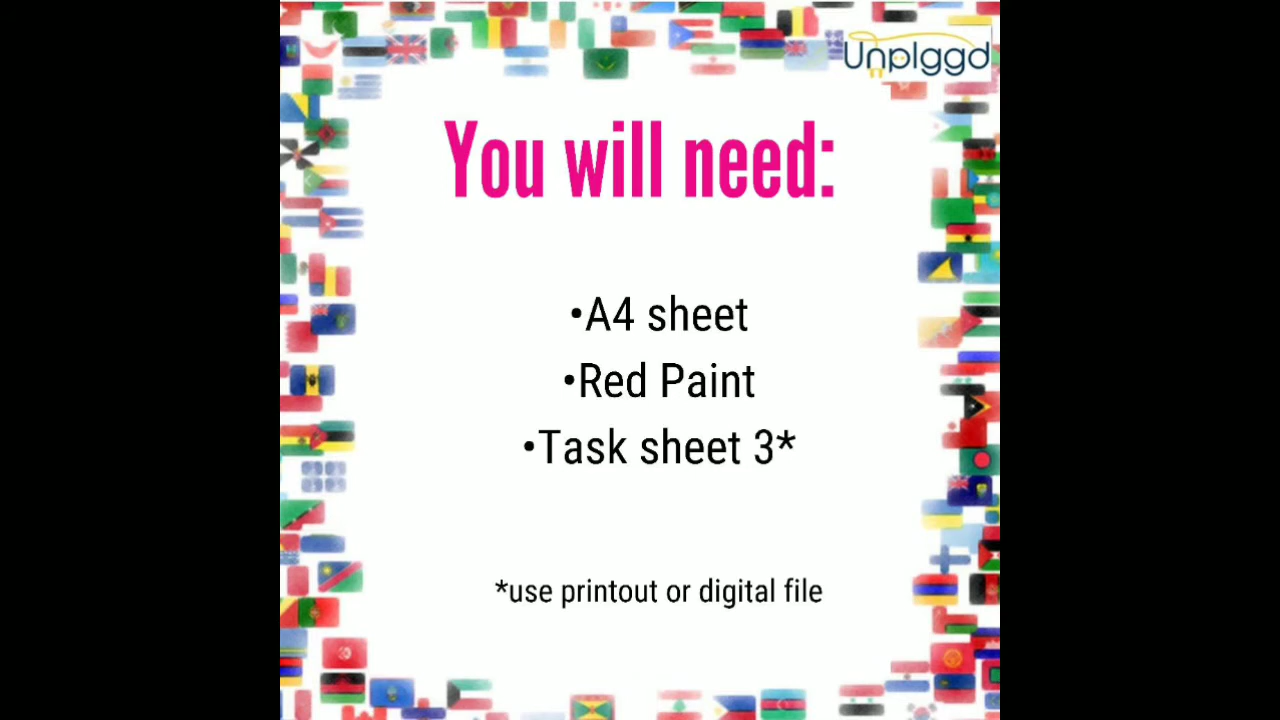 Unplggd
You will need:
•A4 sheet
•Red Paint
•Task sheet 3*
*use printout or digital file